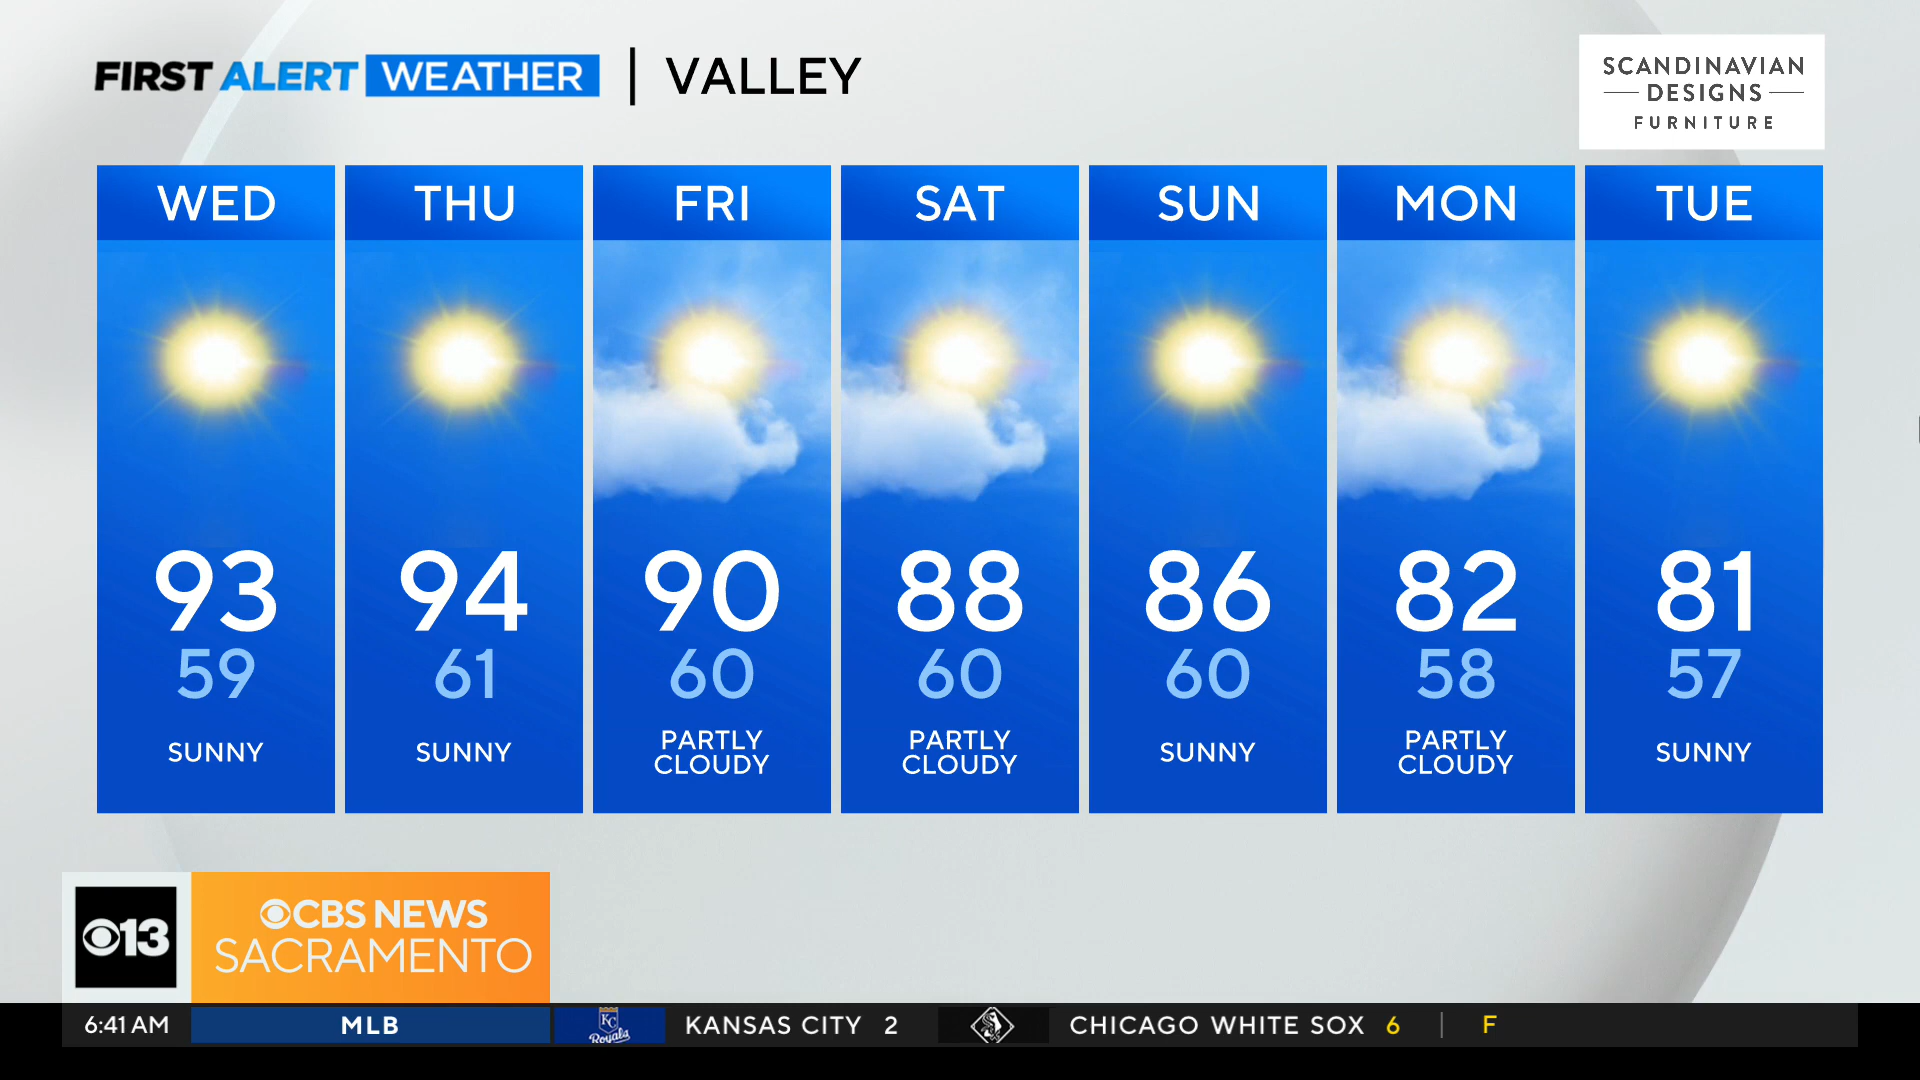 FIRST ALERT WEATHER | VALLEY
SCANDINAVIAN
DESIGNS
FURNITURE
WED
THU
FRI
SAT
SUN
MON
TUE
93
94
90
88
86
82
81
59
61
60
60
60
58
57
SUNNY
SUNNY
PARTLY
CLOUDY
PARTLY
CLOUDY
SUNNY
PARTLY
CLOUDY
SUNNY
13
CBS NEWS
SACRAMENTO
6:41 AM
MLB
KC
Royals
KANSAS CITY 2
CHICAGO WHITE SOX 6 | F